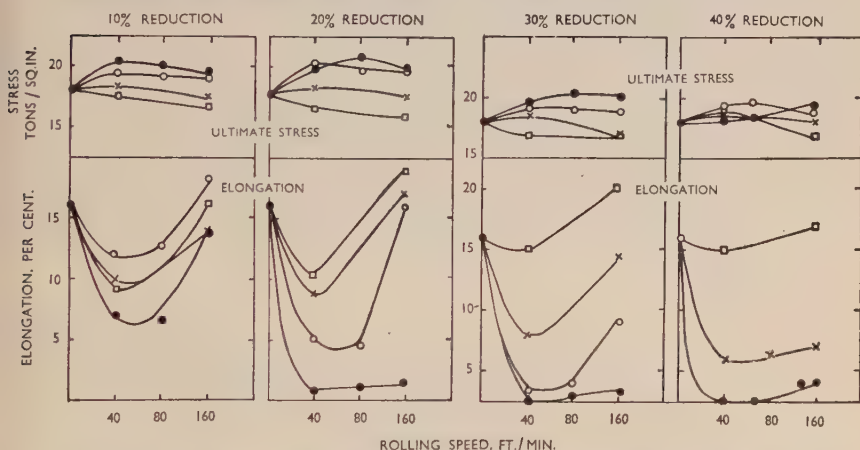 10% REDUCTION
20% REDUCTION
30% REDUCTION
40% REDUCTION
STRESS
TONS / SQ.IN.
20
15
ULTIMATE STRESS
20
15
ULTIMATE STRESS
ELONGATION, PER CENT.
15
10
5
ELONGATION
20
15
10
5
ELONGATION
40 80 160
40 80 160
40 80 160
40 80 160
ROLLING SPEED, FT./MIN.